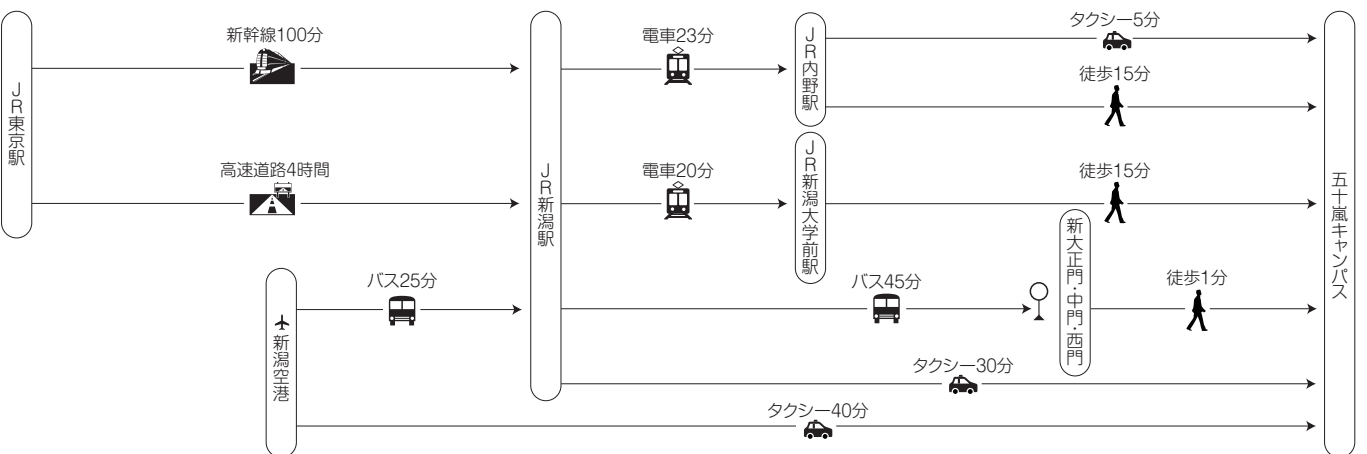 JR東京駅
新幹線100分
高速道路4時間
新潟空港
バス25分
JR新潟駅
電車23分
電車20分
JR内野駅
JR新潟大学前駅
タクシー5分
徒歩15分
徒歩15分
バス45分
新大正門・中門・西門
徒歩1分
タクシー30分
タクシー40分
五十嵐キャンパス